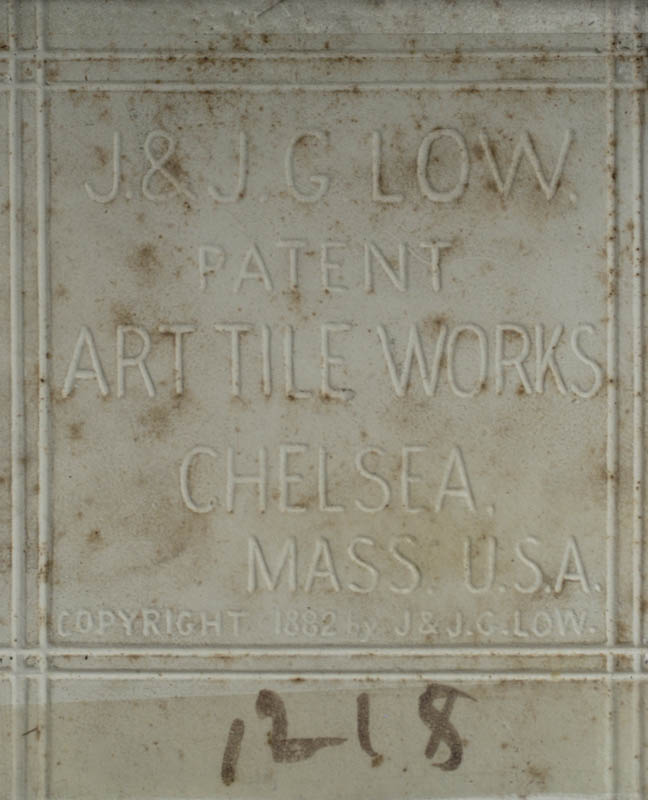 J. & J. G. LOW.
PATENT
ART TILE WORKS
CHELSEA,
MASS. U.S.A.
COPYRIGHT 1882 by J & J.G. LOW.
1218